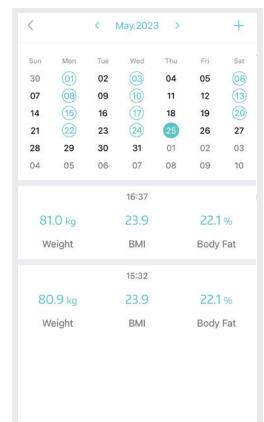 May.2023
Sun Mon Tue Wed Thu Fri Sat
30 01 02 03 04 05 06
07 08 09 10 11 12 13
14 15 16 17 18 19 20
21 22 23 24 25 26 27
28 29 30 31 01 02 03
04 05 06 07 08 09 10
16:37
81.0 kg 23.9 22.1 %
Weight BMI Body Fat
15:32
80.9 kg 23.9 22.1 %
Weight BMI Body Fat